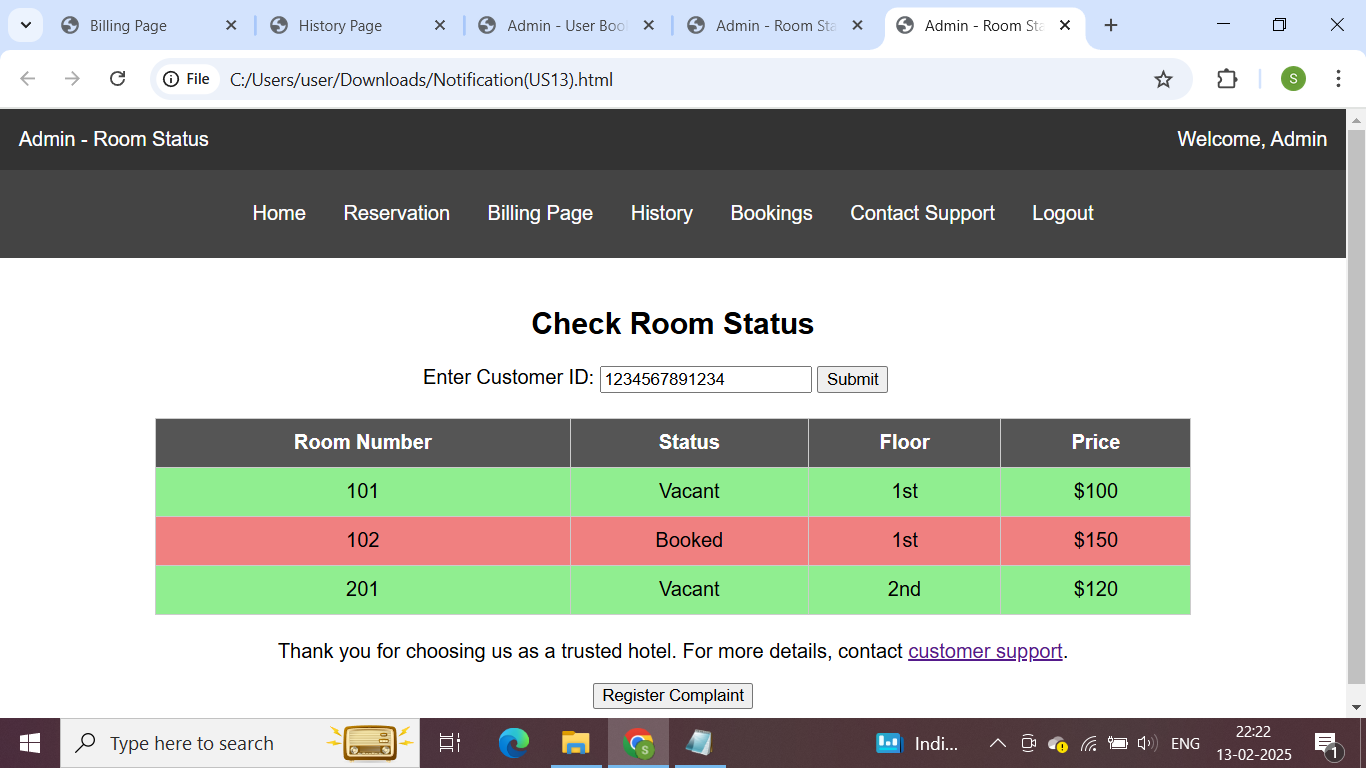 Billing Page
History Page
Admin - User Boo
Admin - Room Sta
Admin - Room Sta
File
C:/Users/user/Downloads/Notification(US13).html
S
Admin - Room Status
Welcome, Admin
Home Reservation Billing Page History Bookings Contact Support Logout
Check Room Status
Enter Customer ID: 1234567891234 Submit
Room Number Status Floor Price
101 Vacant 1st $100
102 Booked 1st $150
201 Vacant 2nd $120
Thank you for choosing us as a trusted hotel. For more details, contact customer support.
Register Complaint
Type here to search
S
Indi...
ENG
22:22
13-02-2025
1